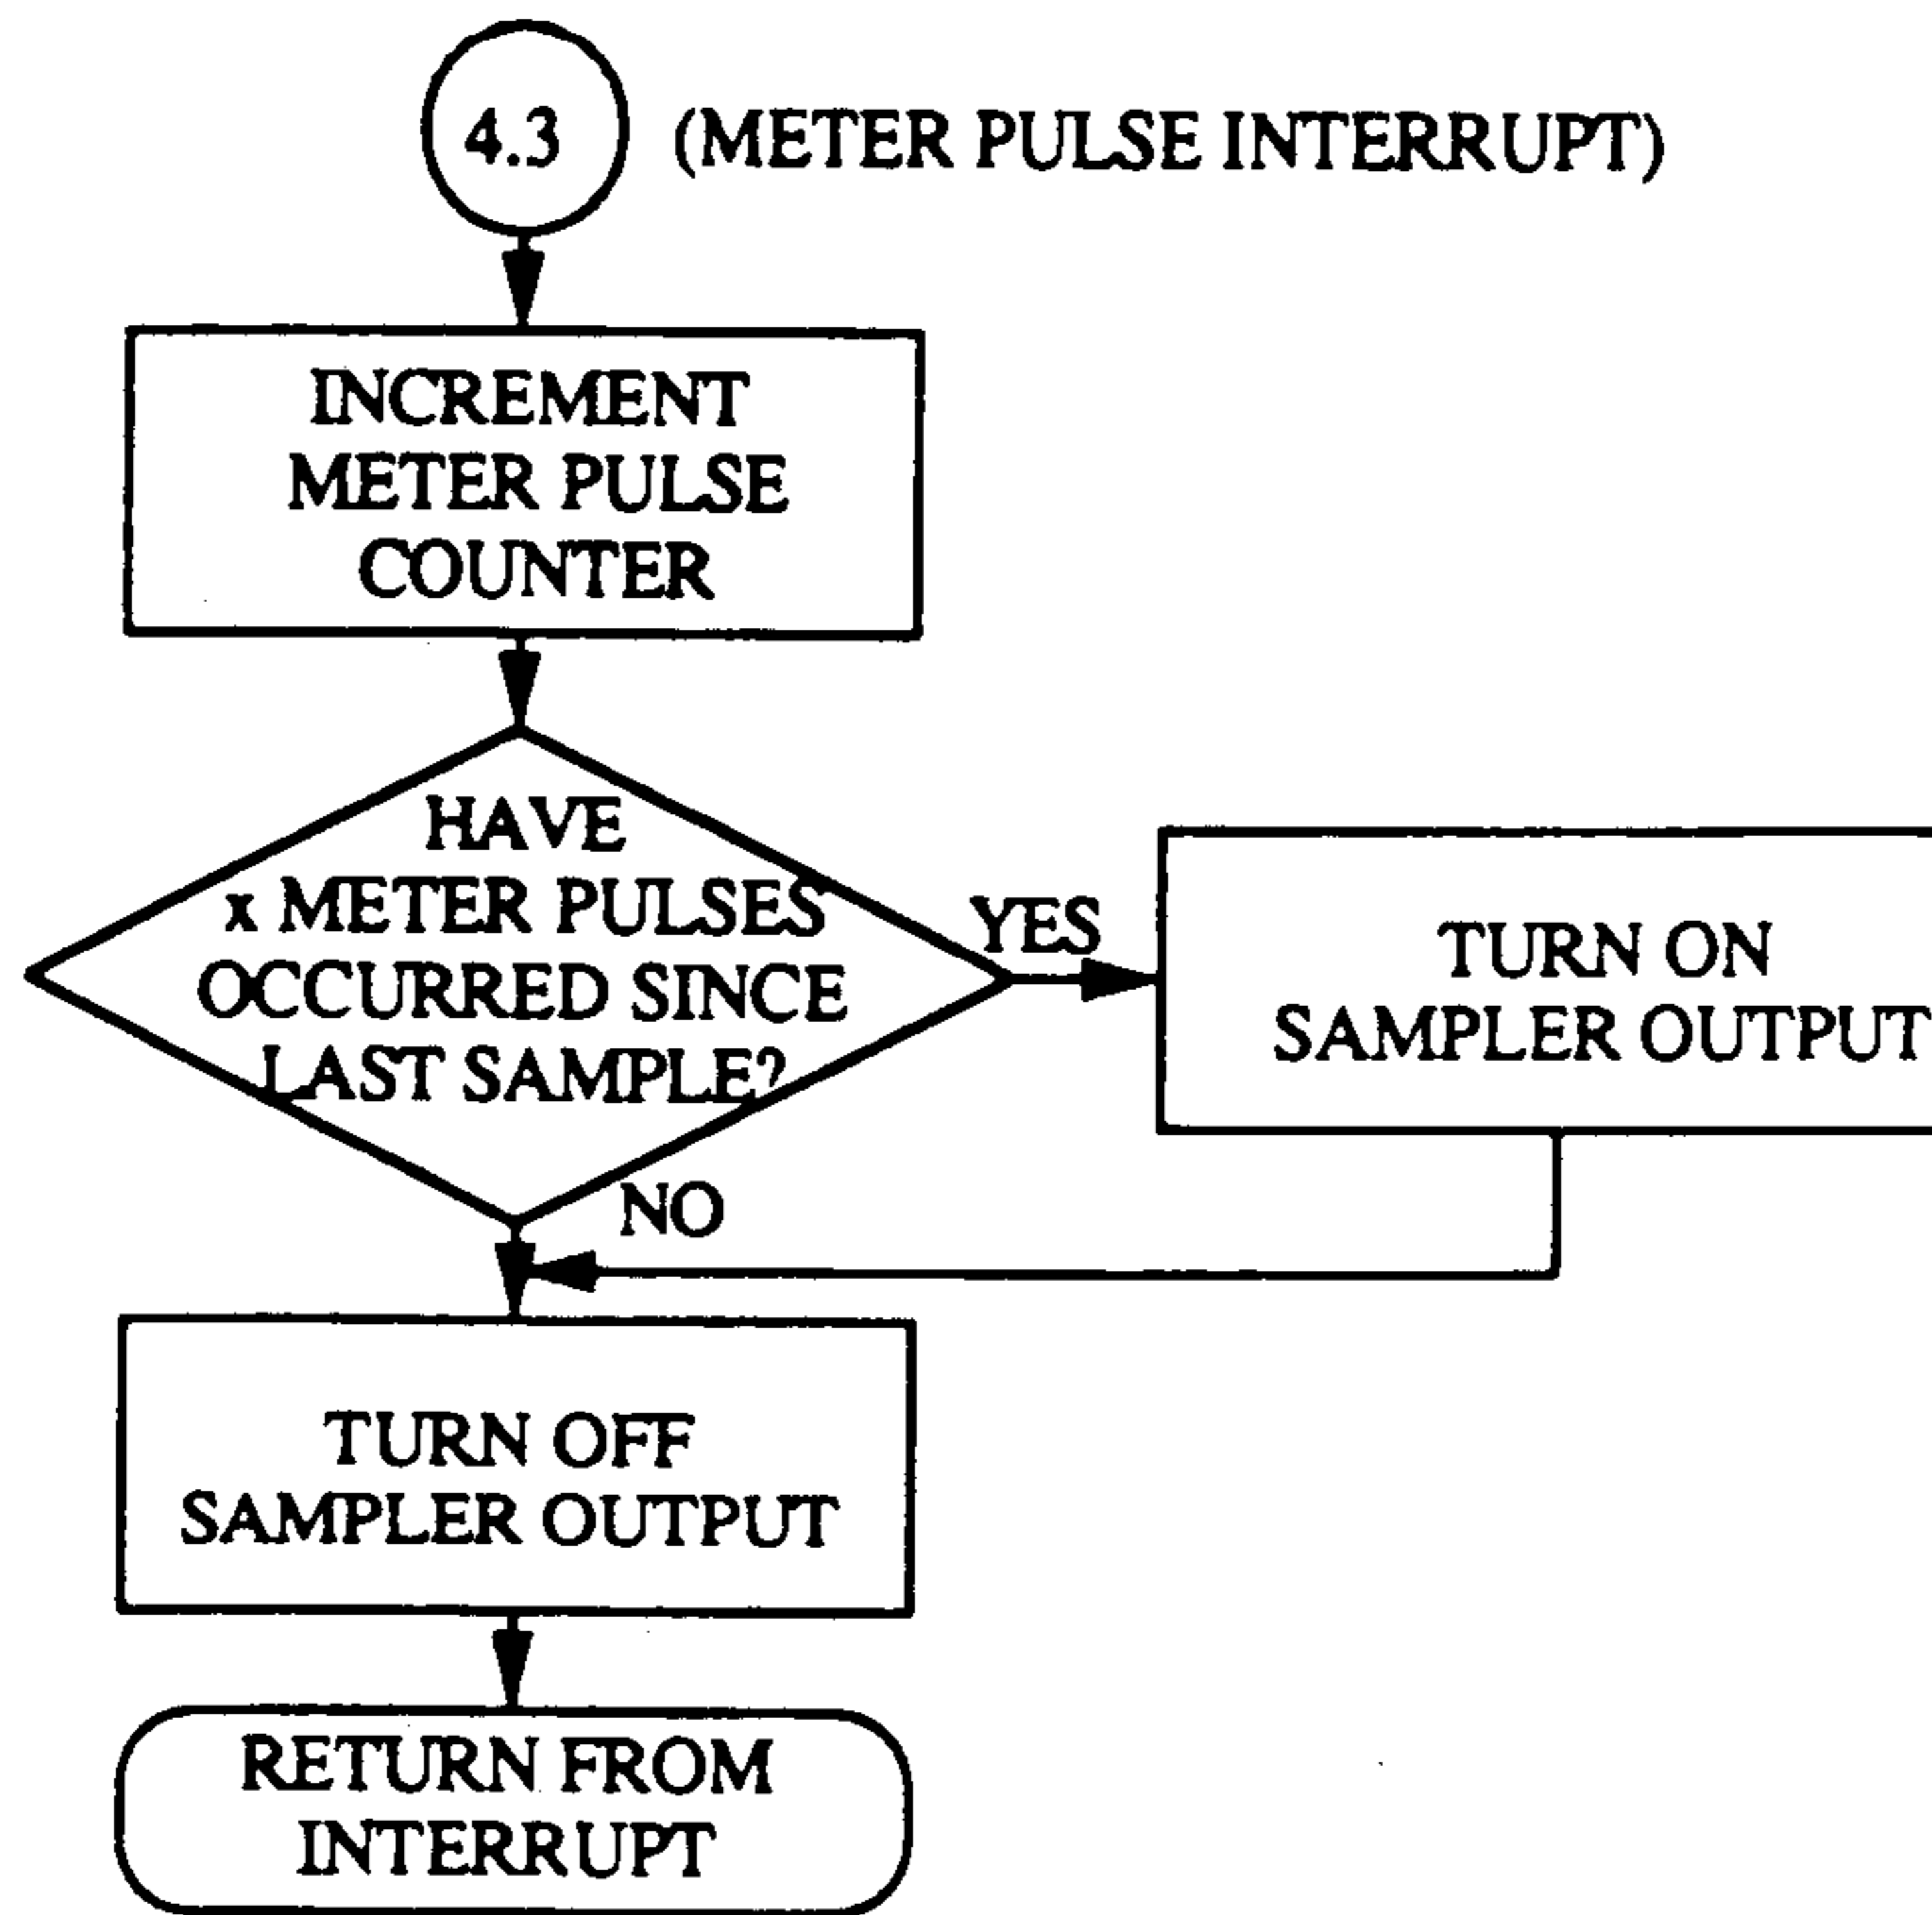 4.3 (METER PULSE INTERRUPT)
INCREMENT
METER PULSE
COUNTER
HAVE
x METER PULSES
OCCURRED SINCE
LAST SAMPLE?
YES
TURN ON
SAMPLER OUTPUT
NO
TURN OFF
SAMPLER OUTPUT
RETURN FROM
INTERRUPT